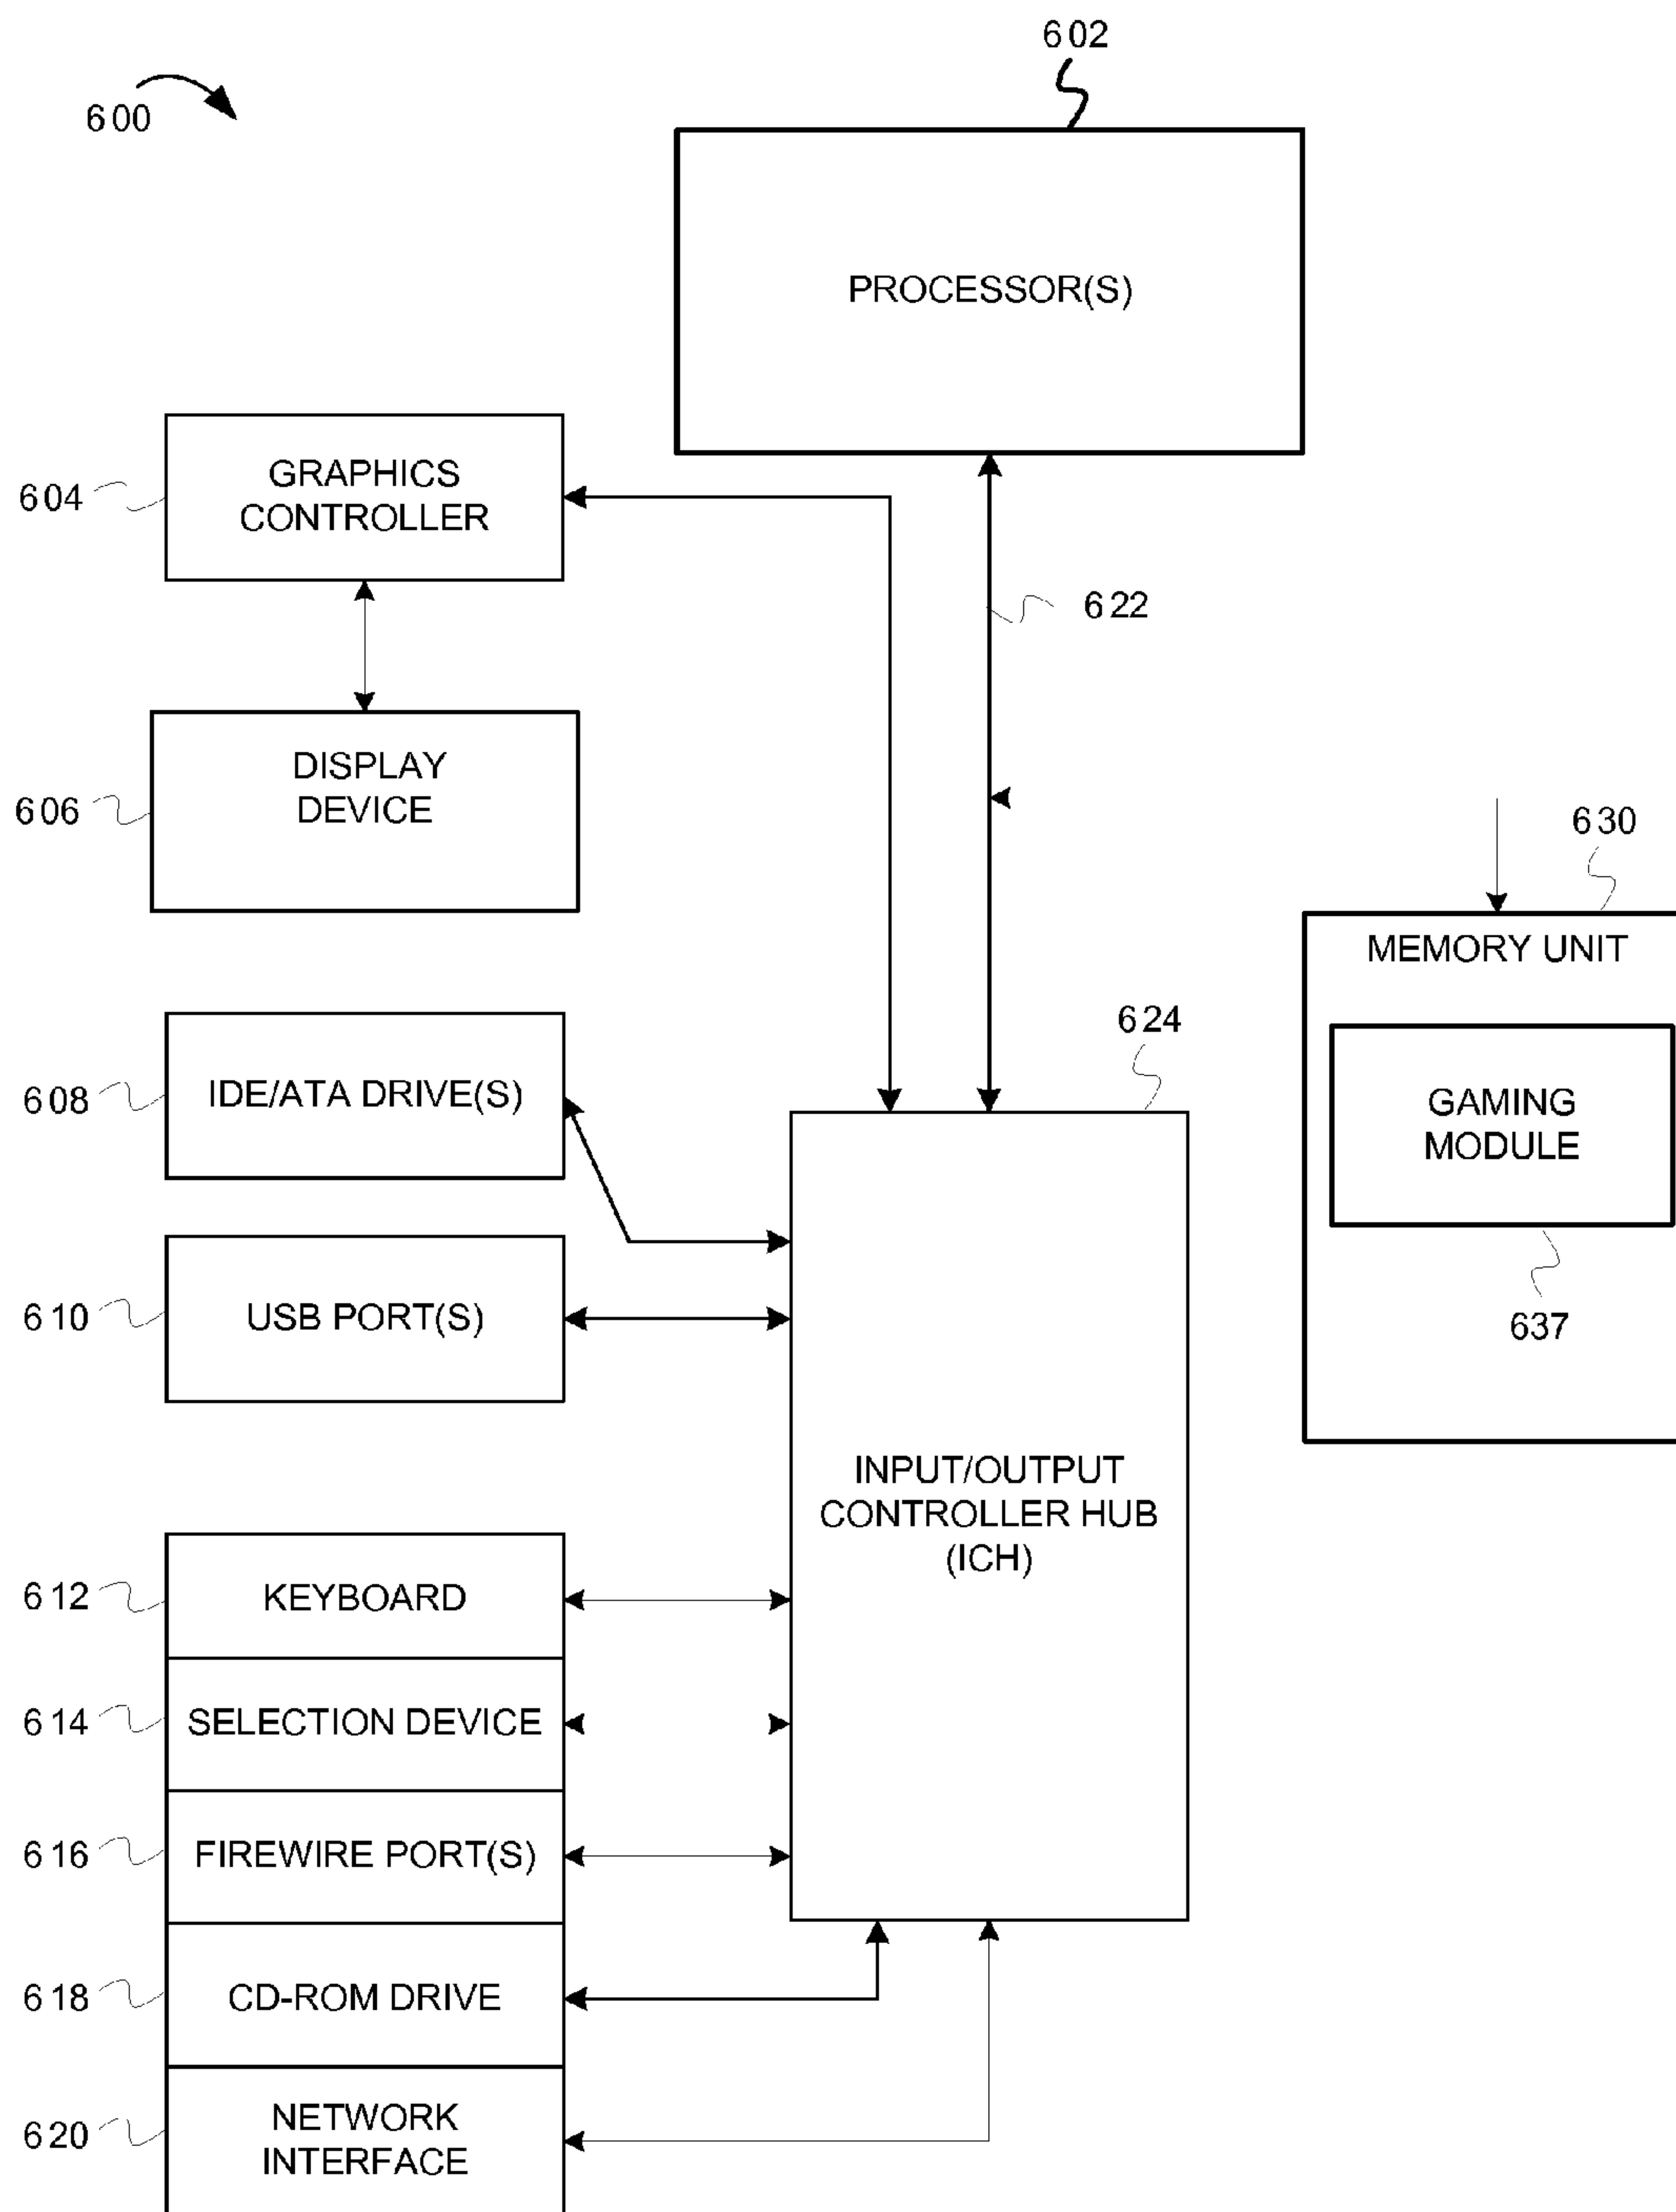 602
600
PROCESSOR(S)
604
GRAPHICS
CONTROLLER
622
606
DISPLAY
DEVICE
630
MEMORY UNIT
624
608
IDE/ATA DRIVE(S)
GAMING
MODULE
637
610
USB PORT(S)
INPUT/OUTPUT
CONTROLLER HUB
(ICH)
612
KEYBOARD
614
SELECTION DEVICE
616
FIREWIRE PORT(S)
618
CD-ROM DRIVE
620
NETWORK
INTERFACE